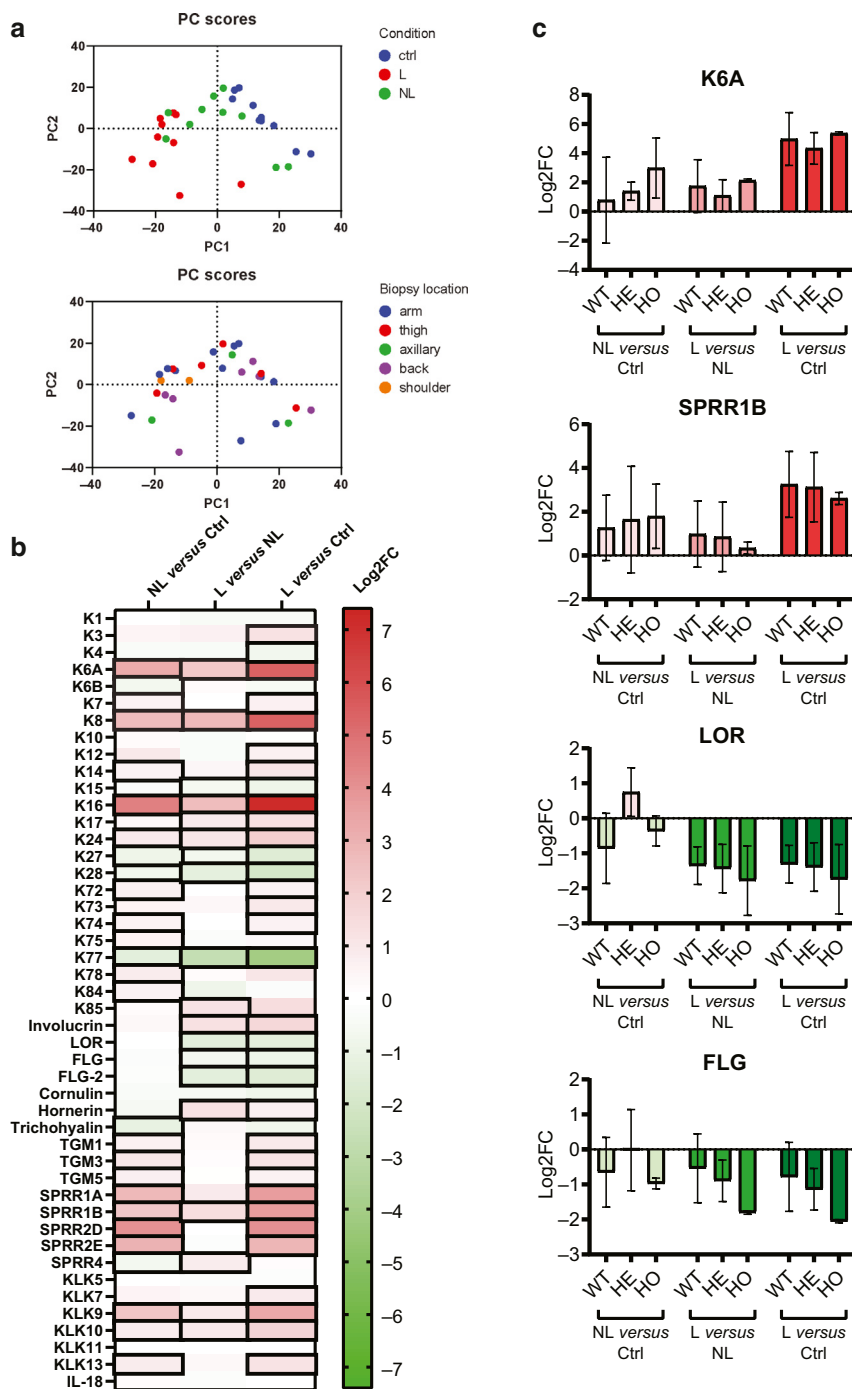 a
PC scores
40
20
0
–20
–40
–40
–20
0
20
40
PC2
PC1
Condition
ctrl
L
NL
PC scores
40
20
0
–20
–40
–40
–20
0
20
40
PC2
PC1
Biopsy location
arm
thigh
axillary
back
shoulder
b
NL versus Ctrl
L versus NL
L versus Ctrl
Log2FC
K1
K3
K4
K6A
K6B
K7
K8
K10
K12
K14
K15
K16
K17
K24
K27
K28
K72
K73
K74
K75
K77
K78
K84
K85
Involucrin
LOR
FLG
FLG-2
Cornulin
Hornerin
Trichohyalin
TGM1
TGM3
TGM5
SPRR1A
SPRR1B
SPRR2D
SPRR2E
SPRR4
KLK5
KLK7
KLK9
KLK10
KLK11
KLK13
IL-18
7
6
5
4
3
2
1
0
–1
–2
–3
–4
–5
–6
–7
c
K6A
Log2FC
8
6
4
2
0
–2
–4
WT HE HO WT HE HO WT HE HO
NL versus Ctrl
L versus NL
L versus Ctrl
SPRR1B
Log2FC
6
4
2
0
–2
WT HE HO WT HE HO WT HE HO
NL versus Ctrl
L versus NL
L versus Ctrl
LOR
Log2FC
2
1
0
–1
–2
–3
WT HE HO WT HE HO WT HE HO
NL versus Ctrl
L versus NL
L versus Ctrl
FLG
Log2FC
2
1
0
–1
–2
–3
WT HE HO WT HE HO WT HE HO
NL versus Ctrl
L versus NL
L versus Ctrl